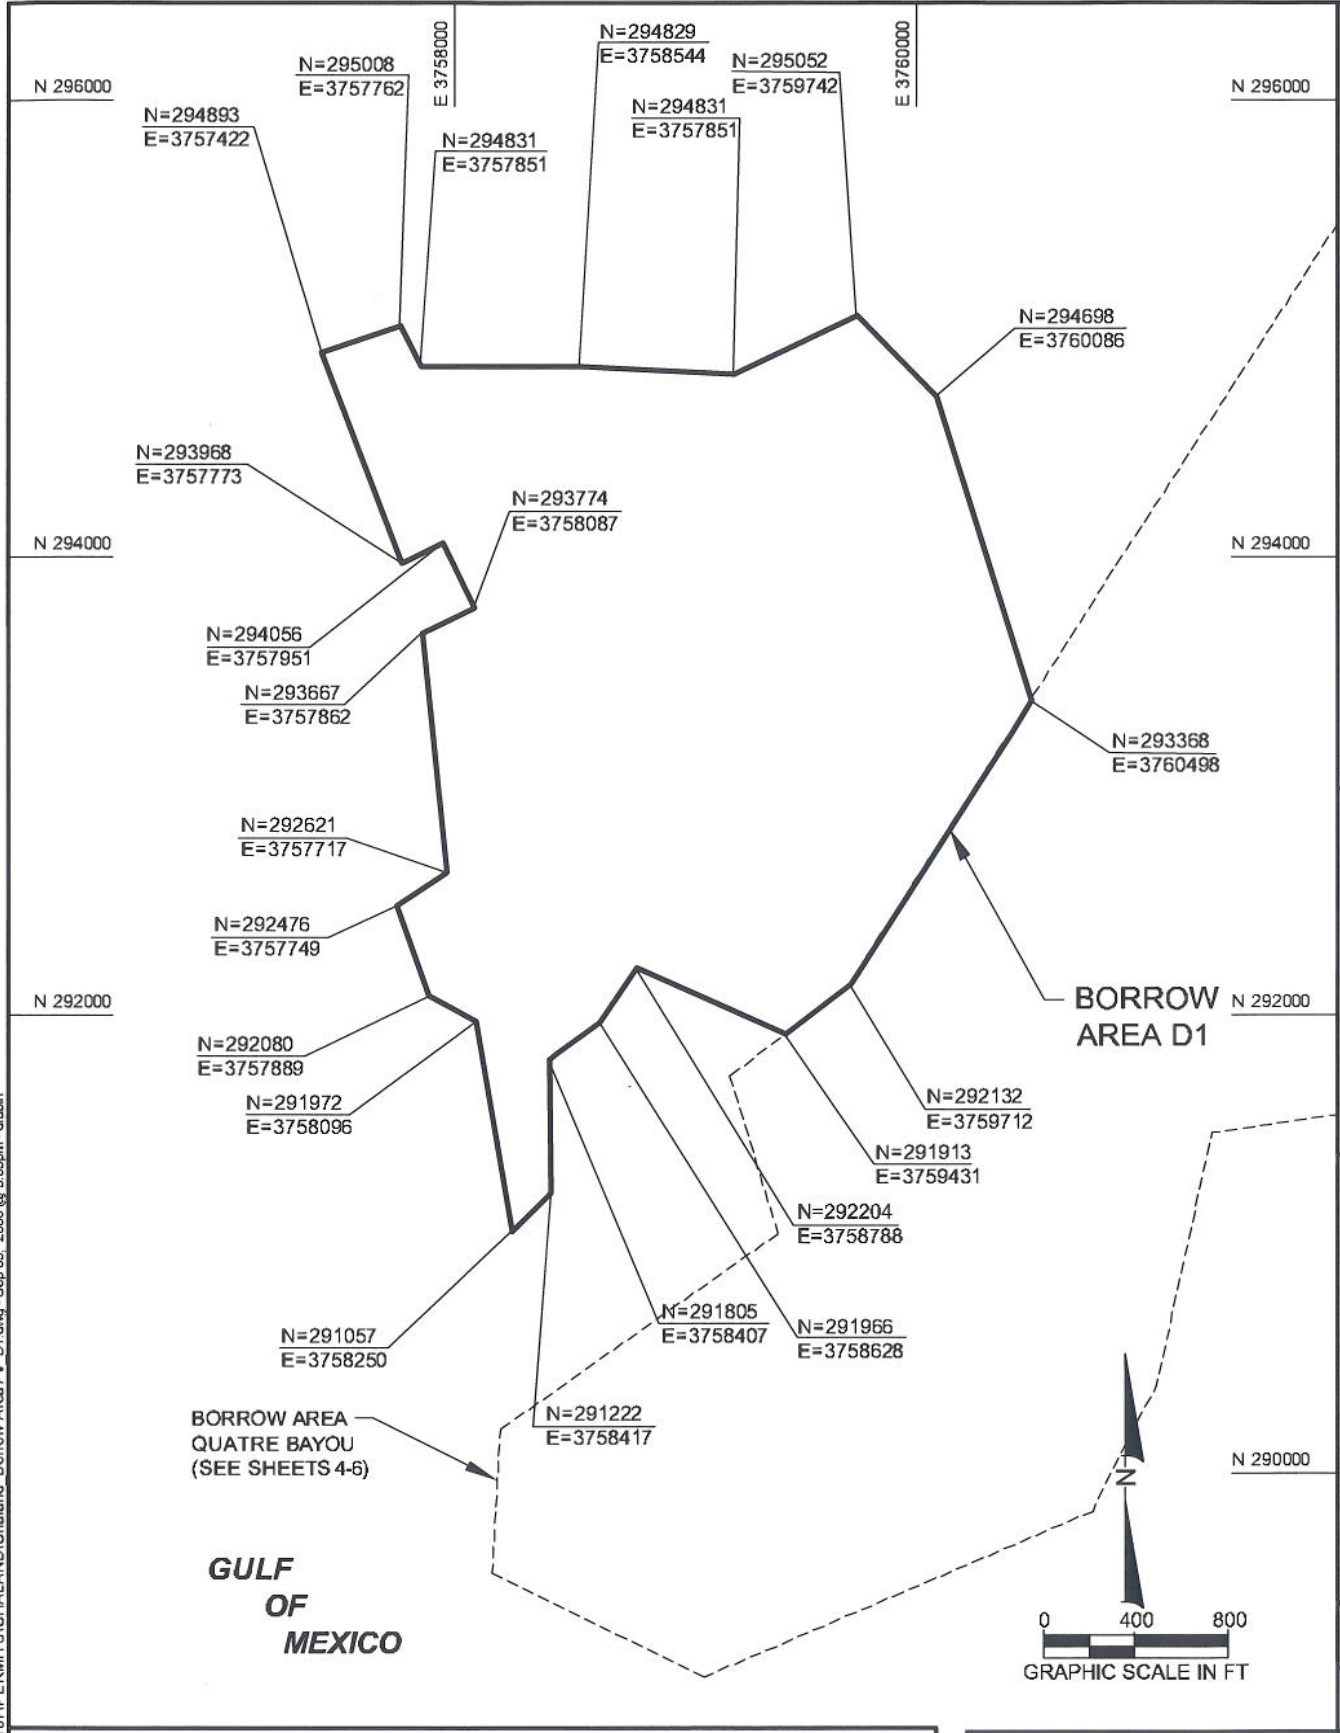 E 3758000
E 3760000
N=294829
E=3758544
N=295008
E=3757762
N=295052
E=3759742
N 296000
N 296000
N=294893
E=3757422
N=294831
E=3757851
N=294831
E=3757851
N=294698
E=3760086
N=293968
E=3757773
N=293774
E=3758087
N 294000
N 294000
N=294056
E=3757951
N=293667
E=3757862
N=293368
E=3760498
N=292621
E=3757717
N=292476
E=3757749
N 292000
BORROW
AREA D1
N 292000
N=292080
E=3757889
N=291972
E=3758096
N=292132
E=3759712
N=291913
E=3759431
N=292204
E=3758788
N=291805
E=3758407
N=291966
E=3758628
N=291057
E=3758250
N=291222
E=3758417
BORROW AREA
QUATRE BAYOU
(SEE SHEETS 4-6)
N 290000
N
GULF
OF
MEXICO
0 400 800
GRAPHIC SCALE IN FT